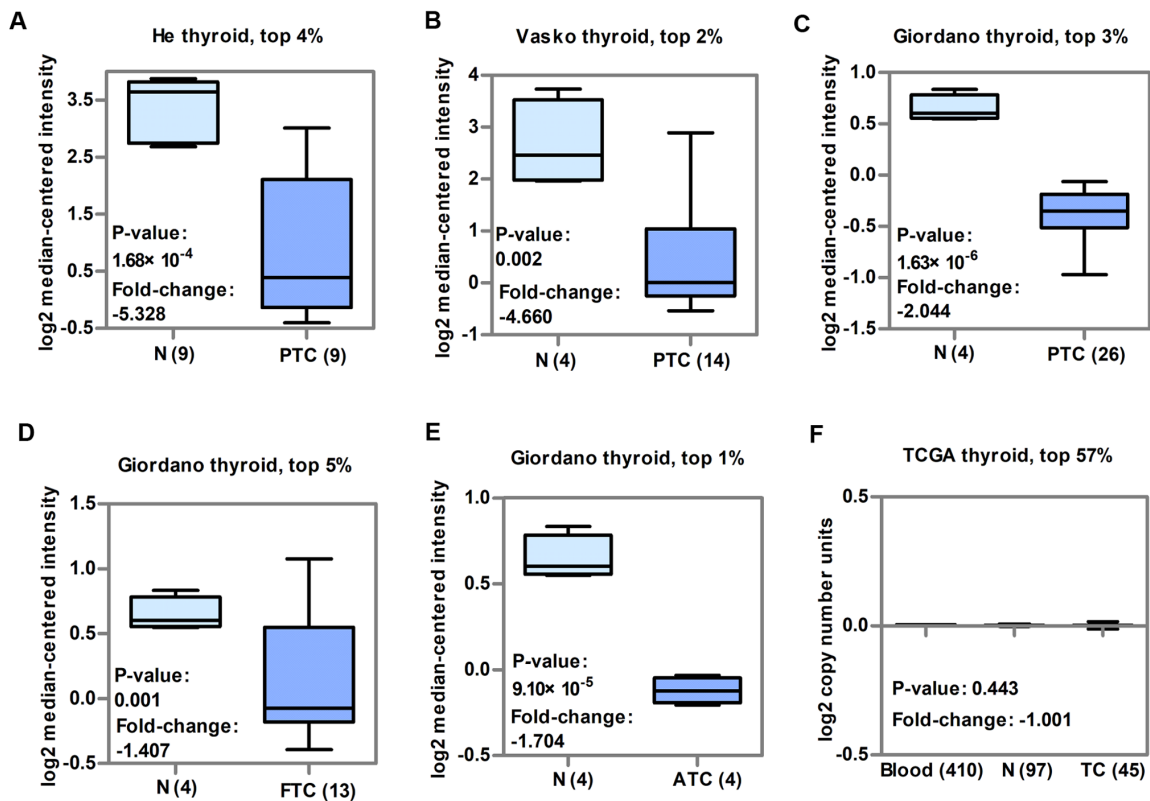 A
He thyroid, top 4%
log2 median-centered intensity
3.5
2.5
1.5
0.5
-0.5
P-value:
1.68× 10⁻⁴
Fold-change:
-5.328
N (9)
PTC (9)
B
Vasko thyroid, top 2%
log2 median-centered intensity
4
3
2
1
0
-1
P-value:
0.002
Fold-change:
-4.660
N (4)
PTC (14)
C
Giordano thyroid, top 3%
log2 median-centered intensity
1.0
0.5
0.0
-0.5
-1.0
-1.5
P-value:
1.63× 10⁻⁶
Fold-change:
-2.044
N (4)
PTC (26)
D
Giordano thyroid, top 5%
log2 median-centered intensity
1.5
1.0
0.5
0.0
-0.5
P-value:
0.001
Fold-change:
-1.407
N (4)
FTC (13)
E
Giordano thyroid, top 1%
log2 median-centered intensity
1.0
0.5
0.0
-0.5
P-value:
9.10× 10⁻⁵
Fold-change:
-1.704
N (4)
ATC (4)
F
TCGA thyroid, top 57%
log2 copy number units
0.5
0.0
-0.5
P-value: 0.443
Fold-change: -1.001
Blood (410)
N (97)
TC (45)